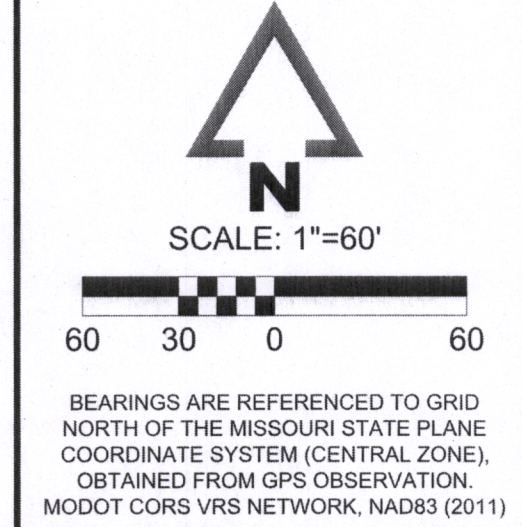 N
SCALE: 1"=60'
60 30 0 60
BEARINGS ARE REFERENCED TO GRID
NORTH OF THE MISSOURI STATE PLANE
COORDINATE SYSTEM (CENTRAL ZONE),
OBTAINED FROM GPS OBSERVATION.
MODOT CORS VRS NETWORK, NAD83 (2011)